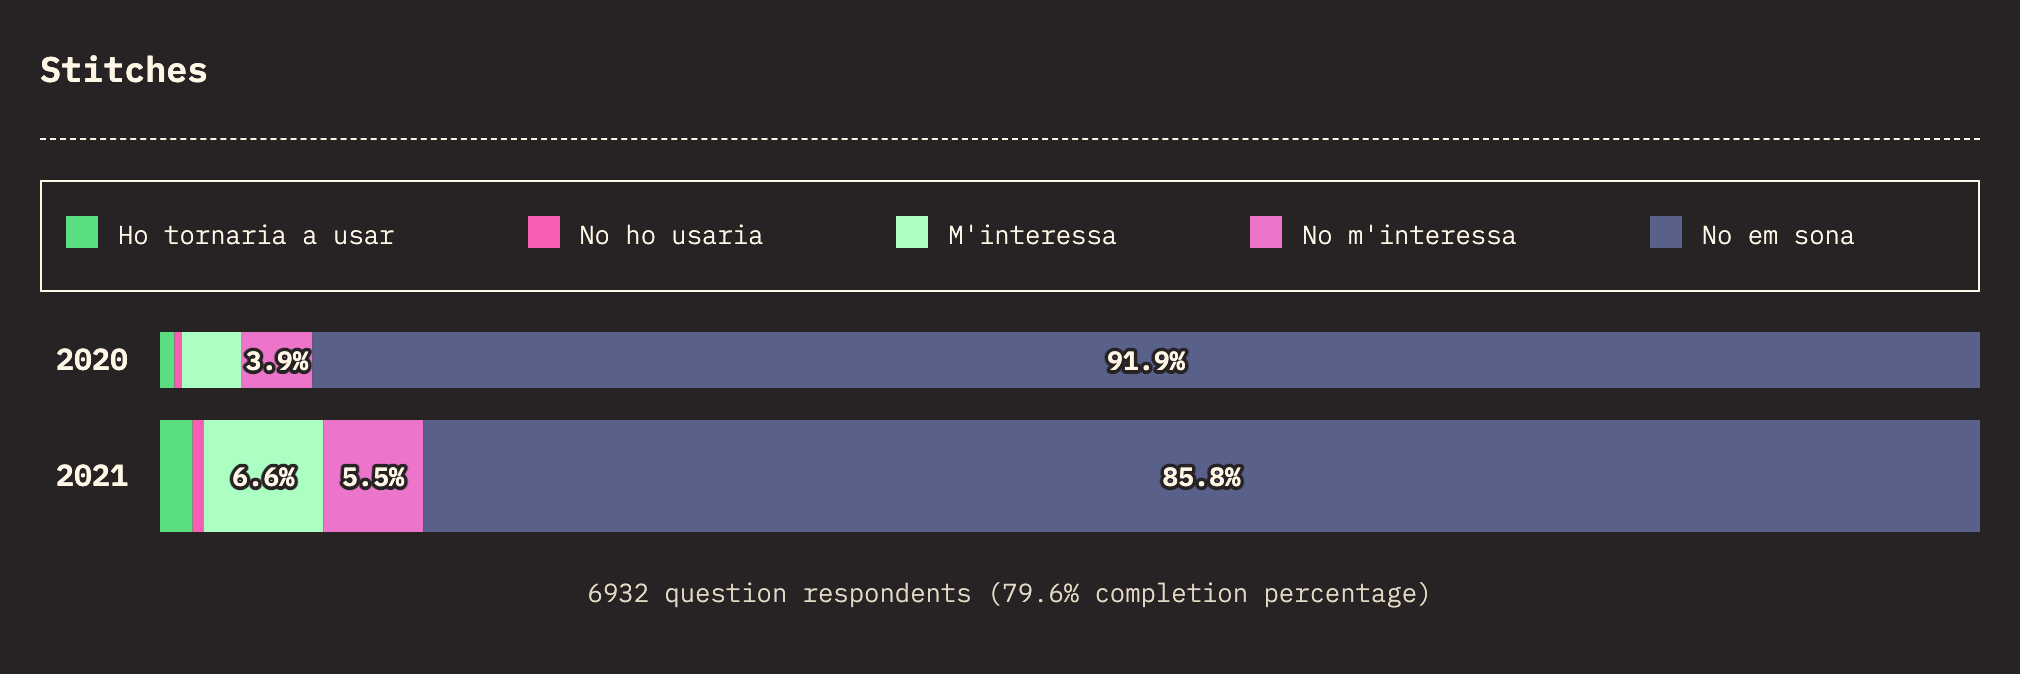 Stitches
Ho tornaria a usar No ho usaria M'interessa No m'interessa No em sona
2020 3.9% 91.9%
2021 6.6% 5.5% 85.8%
6932 question respondents (79.6% completion percentage)